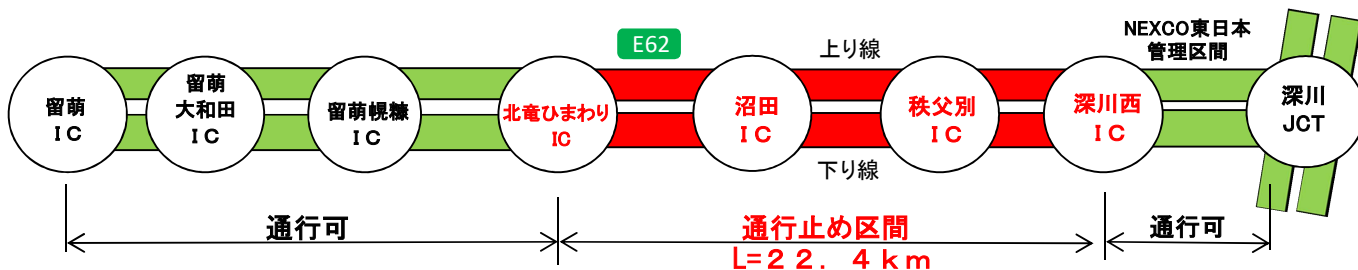 E62
上り線
NEXCO東日本
管理区間
留萌
ＩＣ
留萌
大和田
ＩＣ
留萌幌糠
ＩＣ
北竜ひまわり
IC
沼田
ＩＣ
秩父別
ＩＣ
深川西
ＩＣ
深川
JCT
下り線
通行可
通行止め区間
L=２２．４ｋｍ
通行可